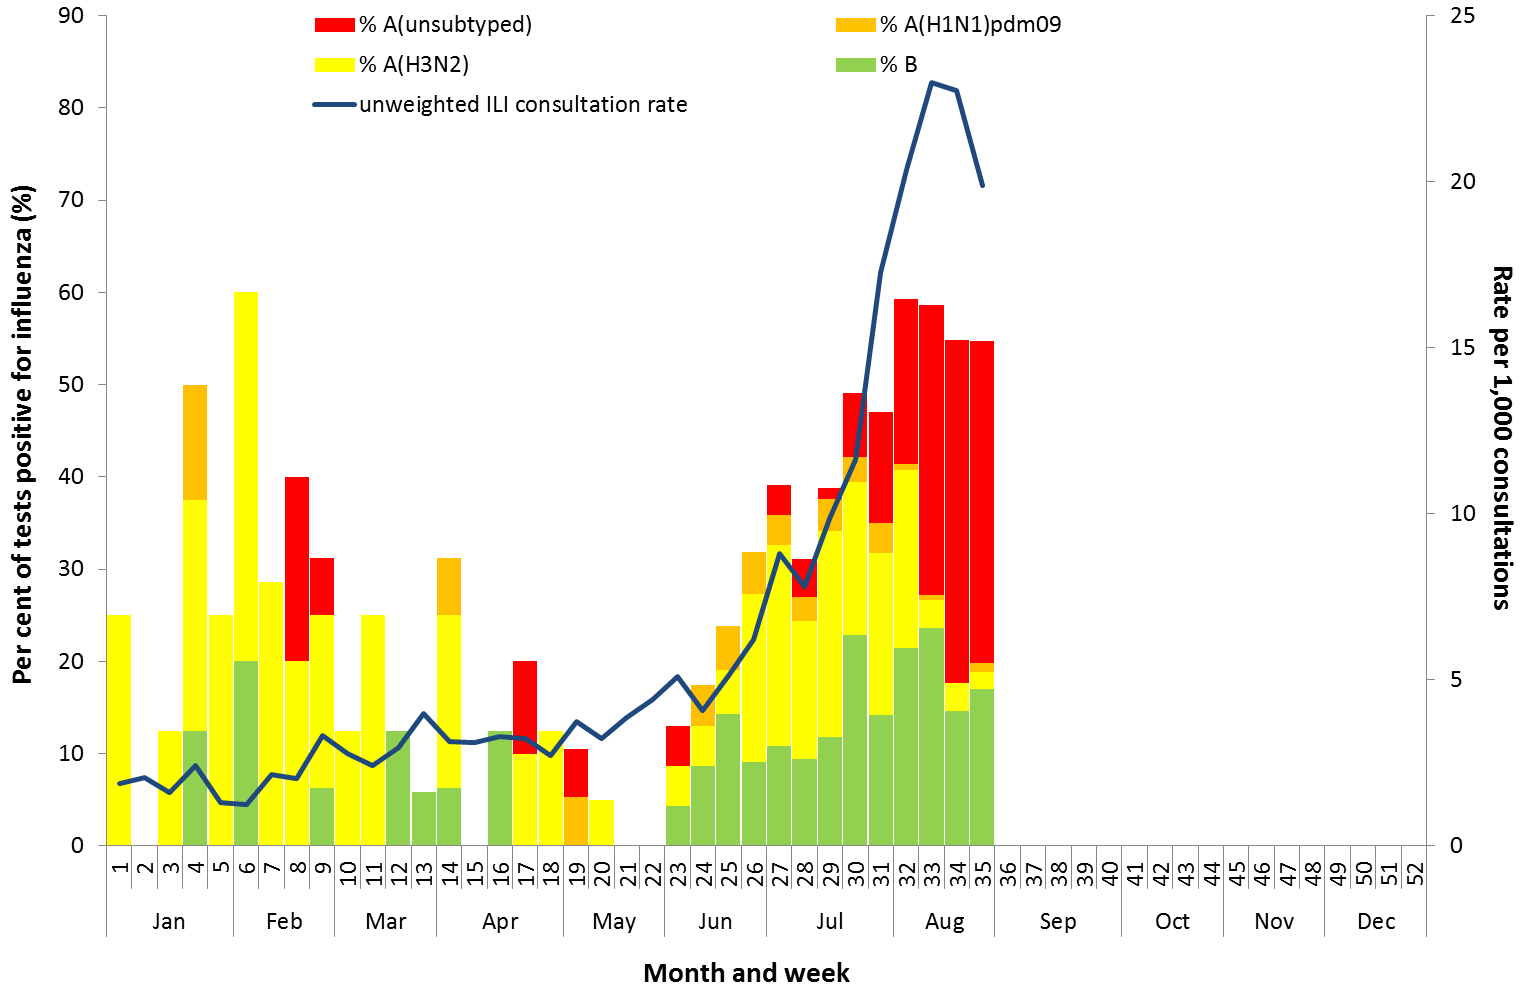 % A(unsubtyped)
% A(H1N1)pdm09
% A(H3N2)
% B
unweighted ILI consultation rate
Per cent of tests positive for influenza (%)
90
80
70
60
50
40
30
20
10
0
25
20
15
10
5
0
Rate per 1,000 consultations
1 2 3 4 5 6 7 8 9 10 11 12 13 14 15 16 17 18 19 20 21 22 23 24 25 26 27 28 29 30 31 32 33 34 35 36 37 38 39 40 41 42 43 44 45 46 47 48 49 50 51 52
Jan Feb Mar Apr May Jun Jul Aug Sep Oct Nov Dec
Month and week